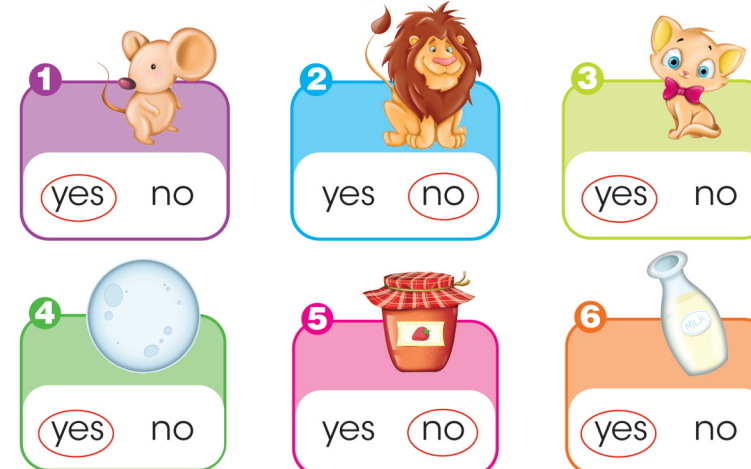 1 2 3
yes no yes no yes no
4 5 6
MILK
yes no yes no yes no